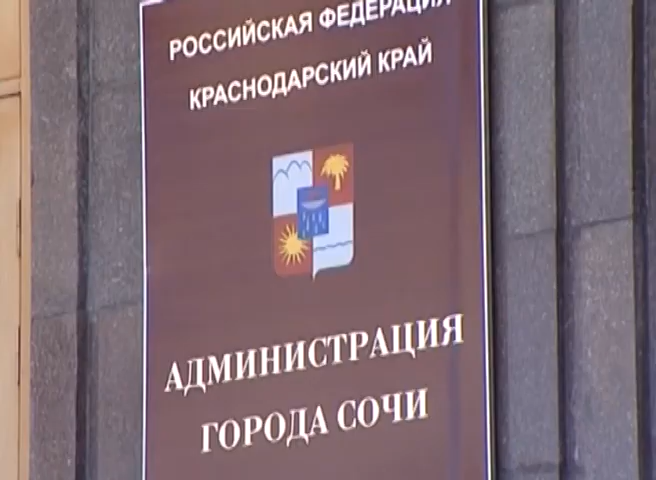 РОССИЙСКАЯ ФЕДЕРАЦИЯ
КРАСНОДАРСКИЙ КРАЙ
АДМИНИСТРАЦИЯ
ГОРОДА СОЧИ